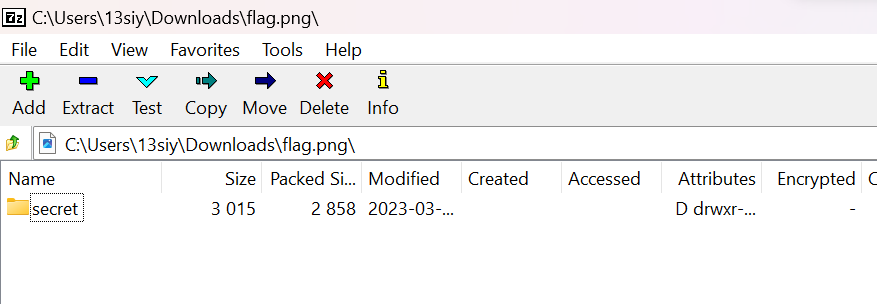 7z C:\Users\13siy\Downloads\flag.png\
File Edit View Favorites Tools Help
Add Extract Test Copy Move Delete Info
C:\Users\13siy\Downloads\flag.png\
Name Size Packed Si... Modified Created Accessed Attributes Encrypted C
secret 3 015 2 858 2023-03-... D drwxr-... -